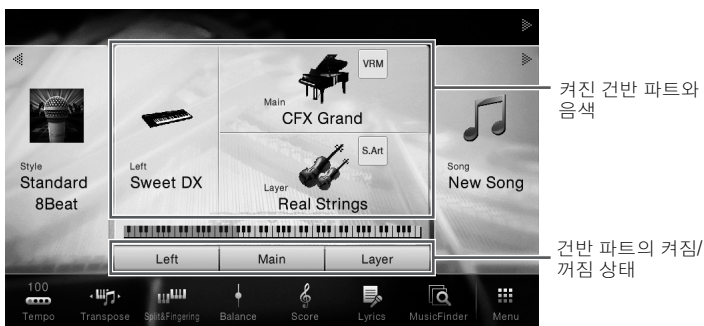 VRM
Main
CFX Grand
S.Art
Layer
Real Strings
Left
Sweet DX
Style
Standard
8Beat
Song
New Song
Left
Main
Layer
100
Tempo
Transpose
Split&Fingering
Balance
Score
Lyrics
MusicFinder
Menu
켜진 건반 파트와
음색
건반 파트의 켜짐/
꺼짐 상태